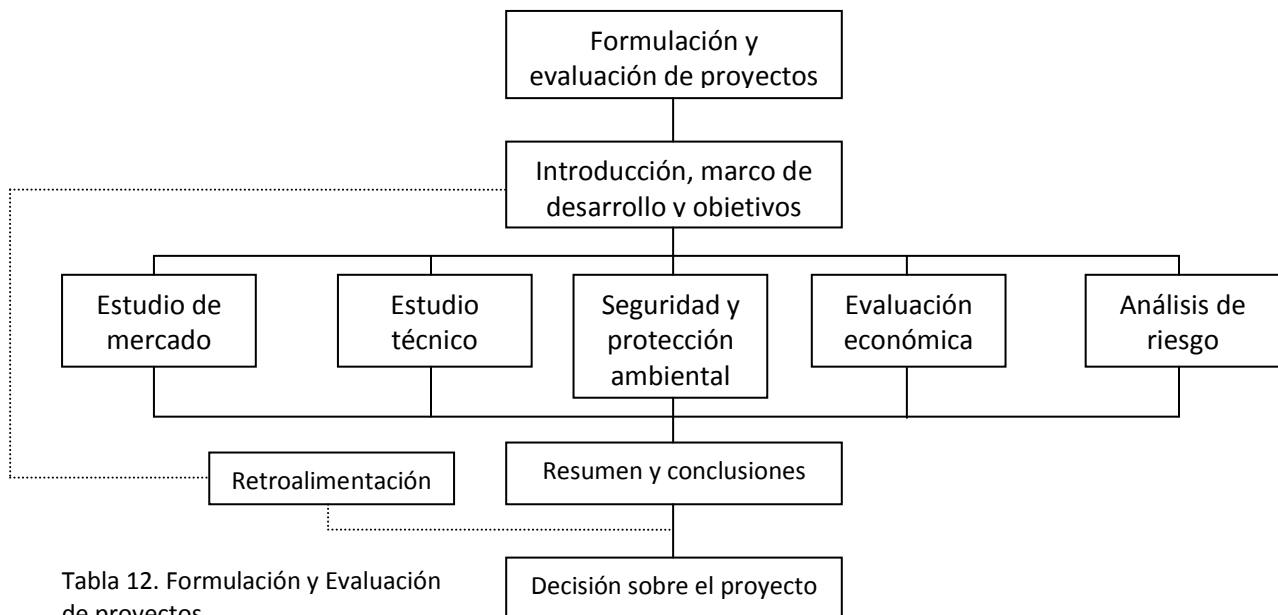 Formulación y
evaluación de proyectos
Introducción, marco de
desarrollo y objetivos
Estudio de
mercado
Estudio
técnico
Seguridad y
protección
ambiental
Evaluación
económica
Análisis de
riesgo
Retroalimentación
Resumen y conclusiones
Tabla 12. Formulación y Evaluación
de proyectos
Decisión sobre el proyecto